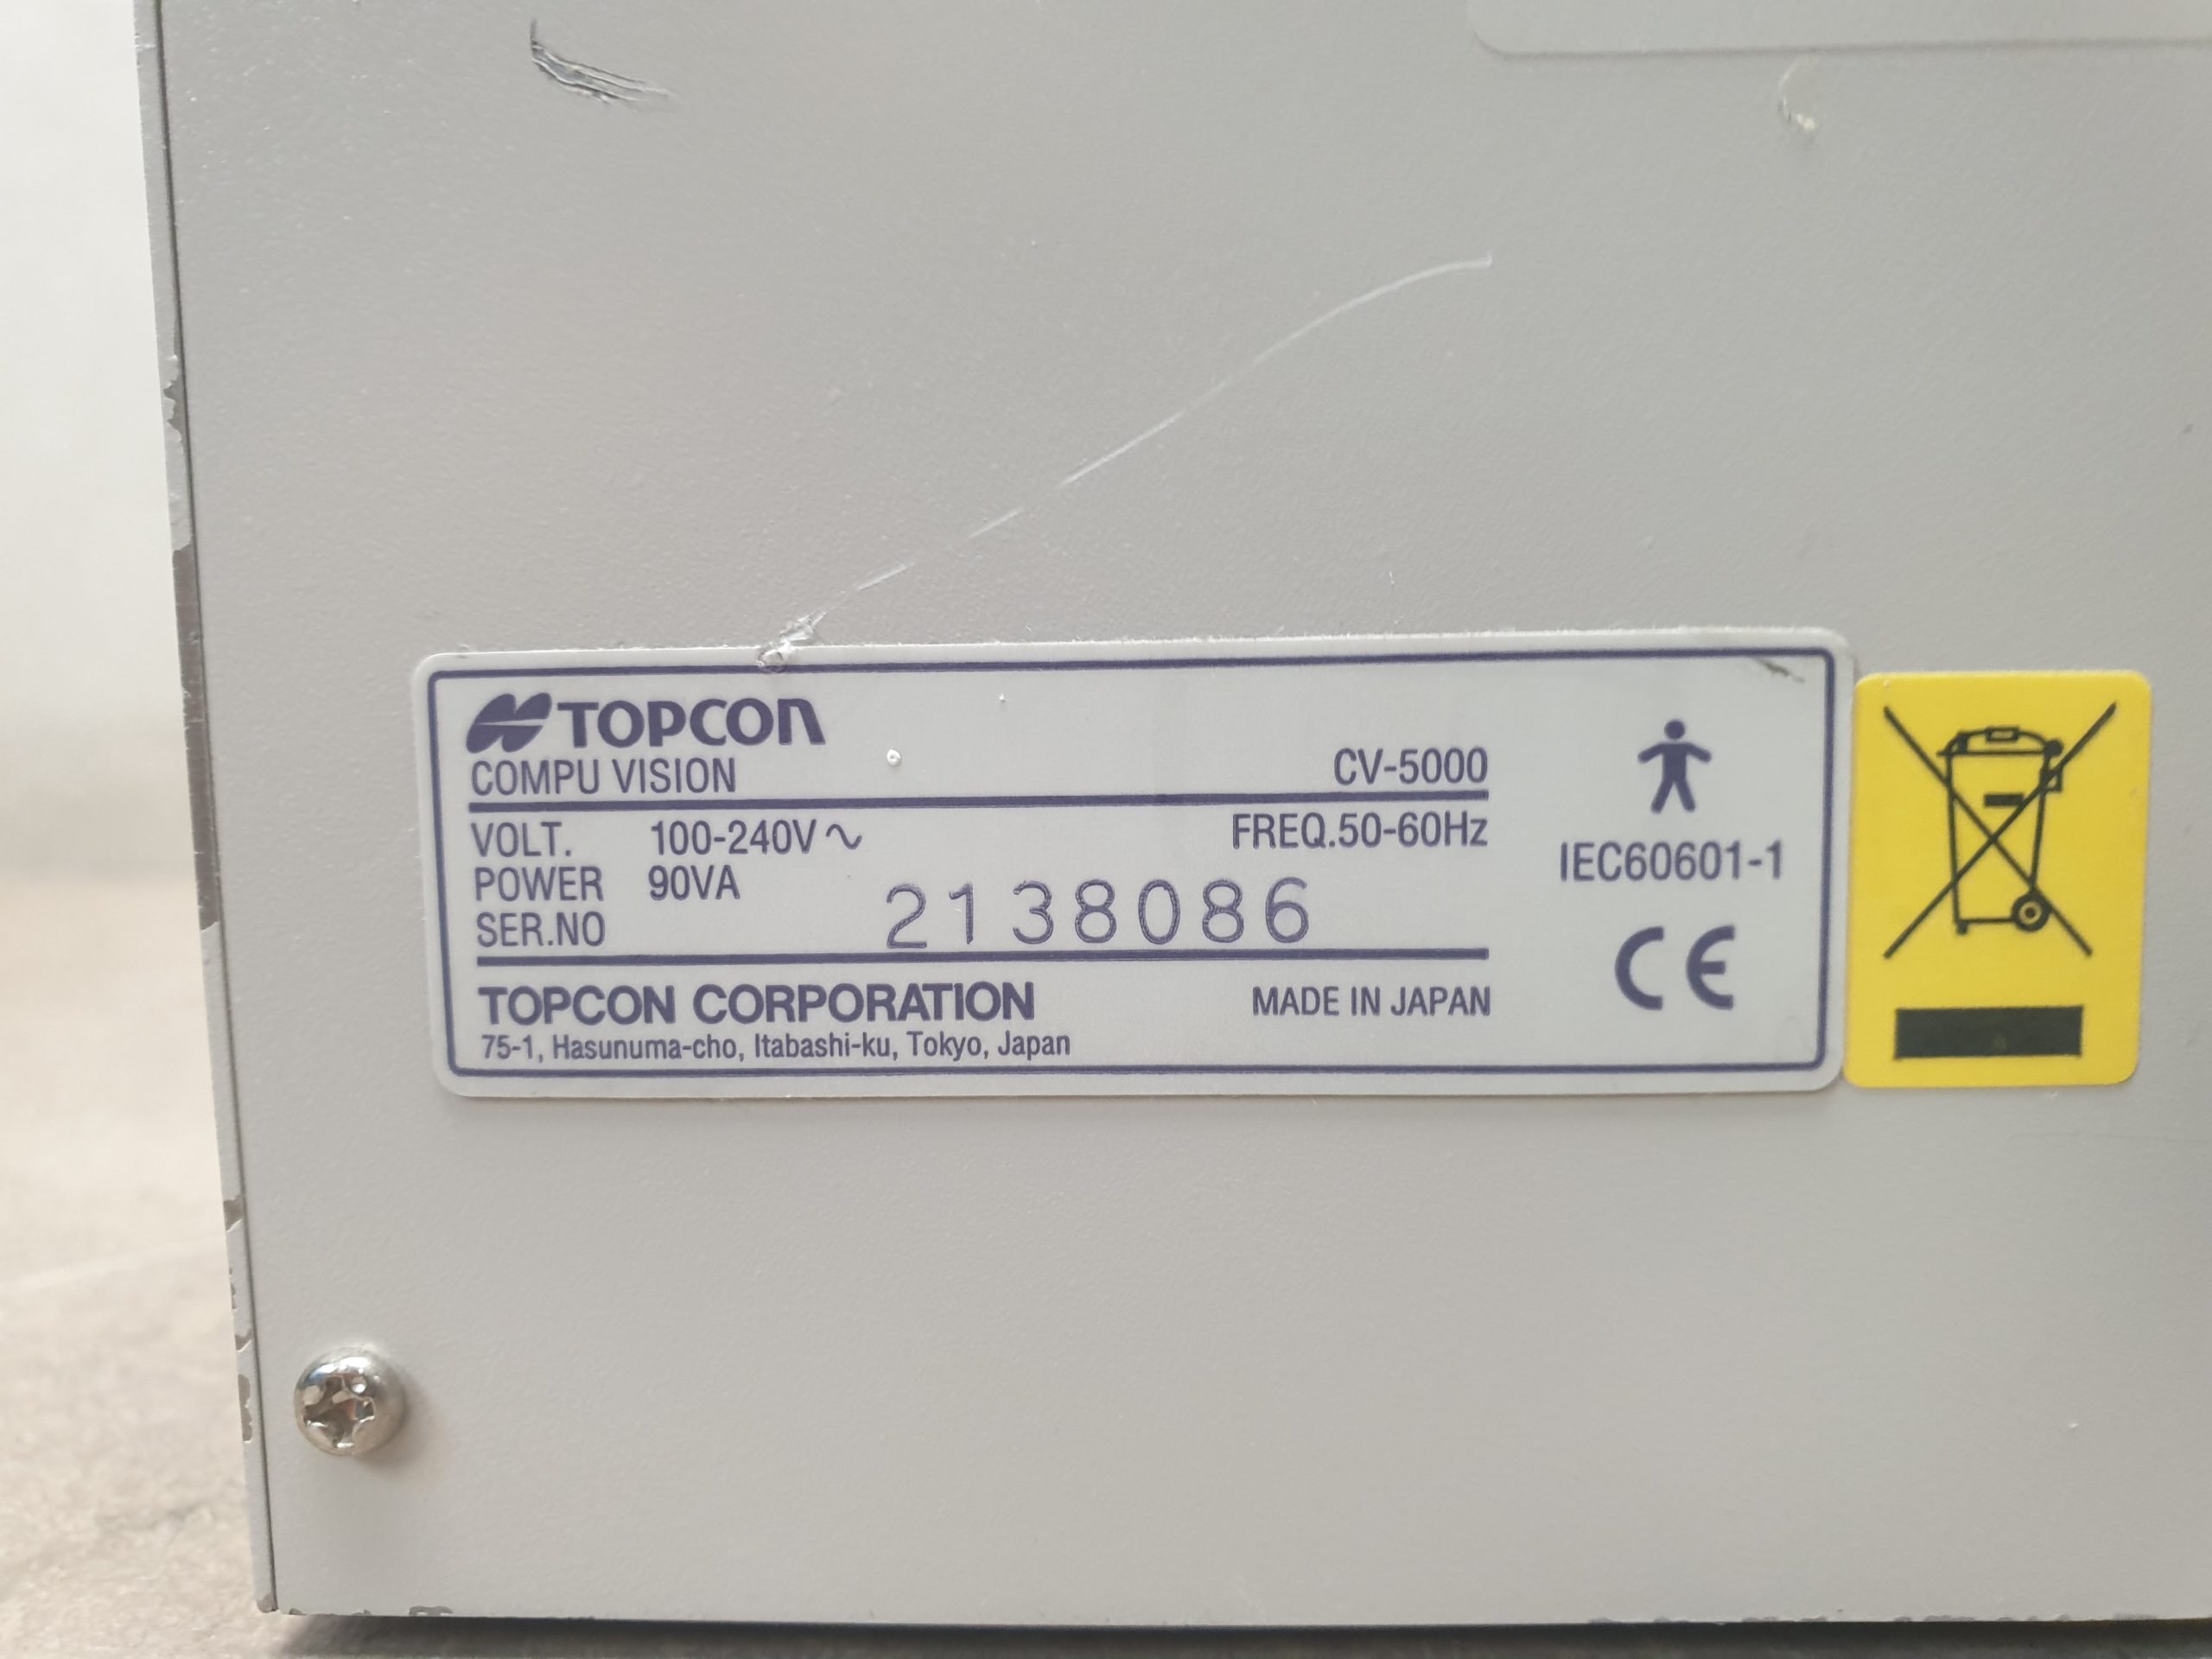 TOPCON
COMPU VISION CV-5000
VOLT. 100-240V~ FREQ.50-60Hz
POWER 90VA
SER.NO 2138086
TOPCON CORPORATION MADE IN JAPAN
75-1, Hasunuma-cho, Itabashi-ku, Tokyo, Japan
IEC60601-1
CE